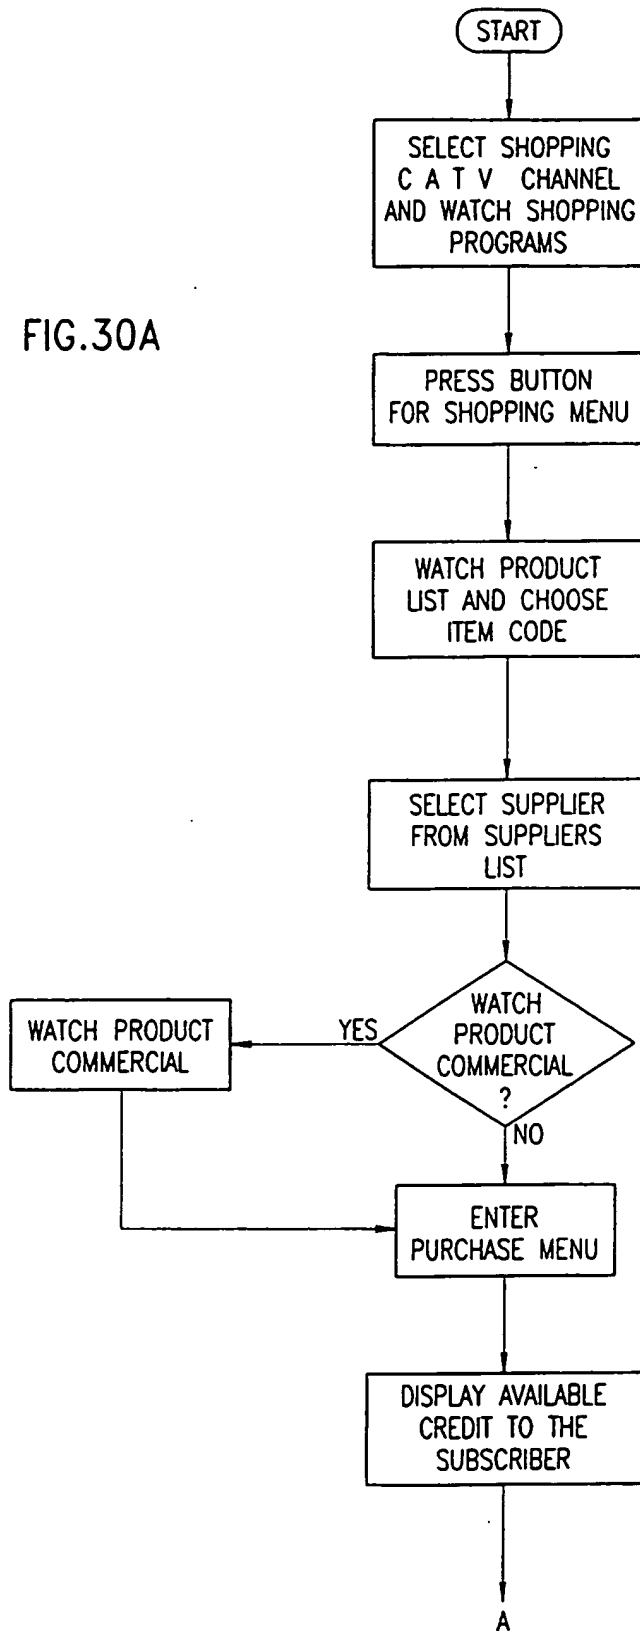 START
SELECT SHOPPING
C A T V CHANNEL
AND WATCH SHOPPING
PROGRAMS
FIG.30A
PRESS BUTTON
FOR SHOPPING MENU
WATCH PRODUCT
LIST AND CHOOSE
ITEM CODE
SELECT SUPPLIER
FROM SUPPLIERS
LIST
WATCH
PRODUCT
COMMERCIAL
?
YES
WATCH PRODUCT
COMMERCIAL
NO
ENTER
PURCHASE MENU
DISPLAY AVAILABLE
CREDIT TO THE
SUBSCRIBER
A